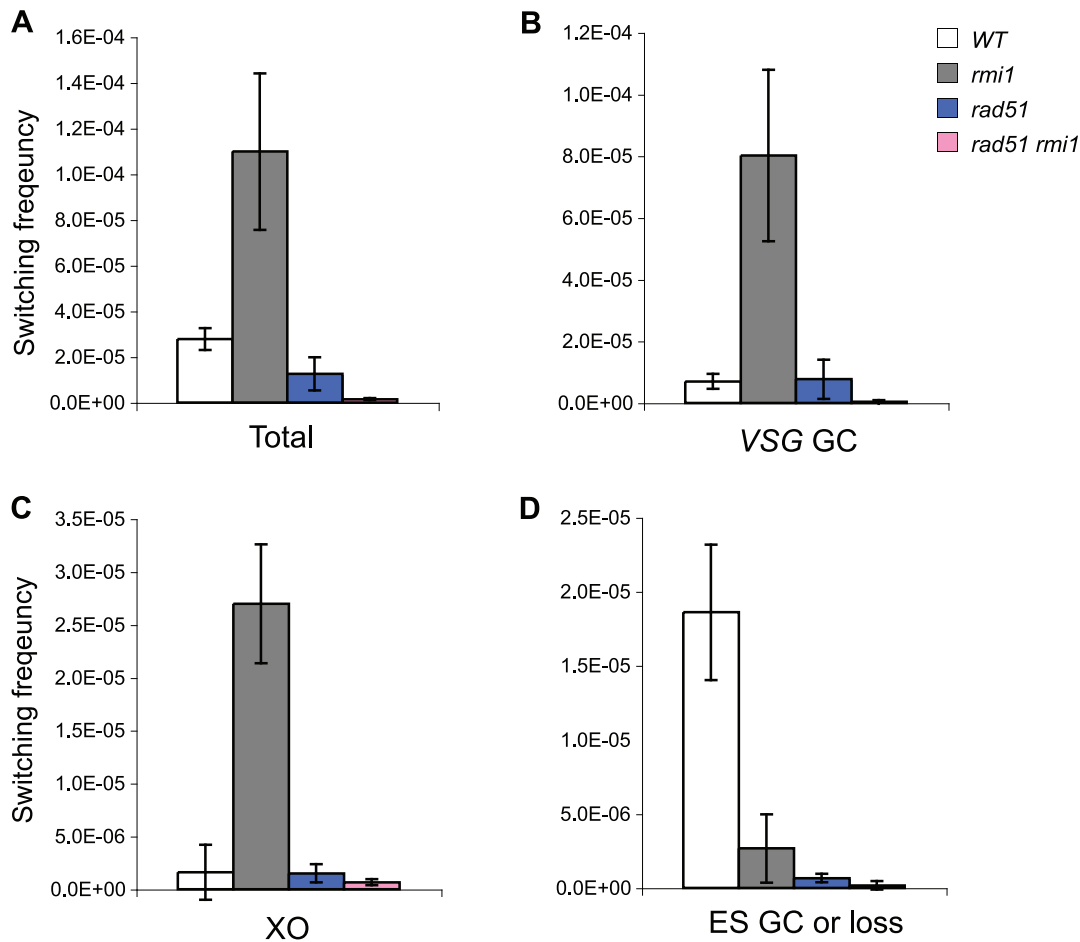 A
Switching freqeuncy
1.6E-04
1.4E-04
1.2E-04
1.0E-04
8.0E-05
6.0E-05
4.0E-05
2.0E-05
0.0E+00
Total
B
1.2E-04
1.0E-04
8.0E-05
6.0E-05
4.0E-05
2.0E-05
0.0E+00
VSG GC
WT
rmi1
rad51
rad51 rmi1
C
Switching freqeuncy
3.5E-05
3.0E-05
2.5E-05
2.0E-05
1.5E-05
1.0E-05
5.0E-06
0.0E+00
XO
D
2.5E-05
2.0E-05
1.5E-05
1.0E-05
5.0E-06
0.0E+00
ES GC or loss